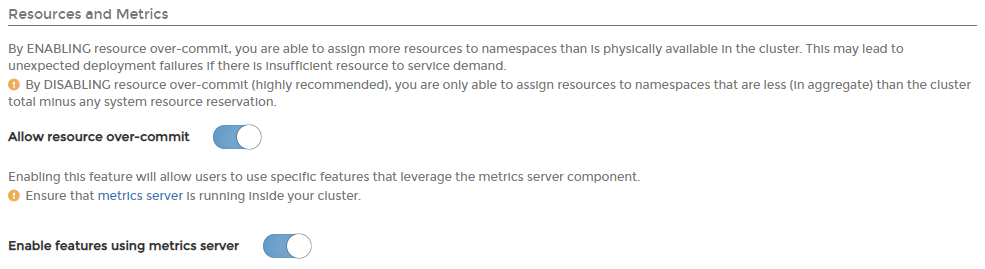 Resources and Metrics
By ENABLING resource over-commit, you are able to assign more resources to namespaces than is physically available in the cluster. This may lead to
unexpected deployment failures if there is insufficient resource to service demand.
By DISABLING resource over-commit (highly recommended), you are only able to assign resources to namespaces that are less (in aggregate) than the cluster
total minus any system resource reservation.
Allow resource over-commit
Enabling this feature will allow users to use specific features that leverage the metrics server component.
Ensure that metrics server is running inside your cluster.
Enable features using metrics server